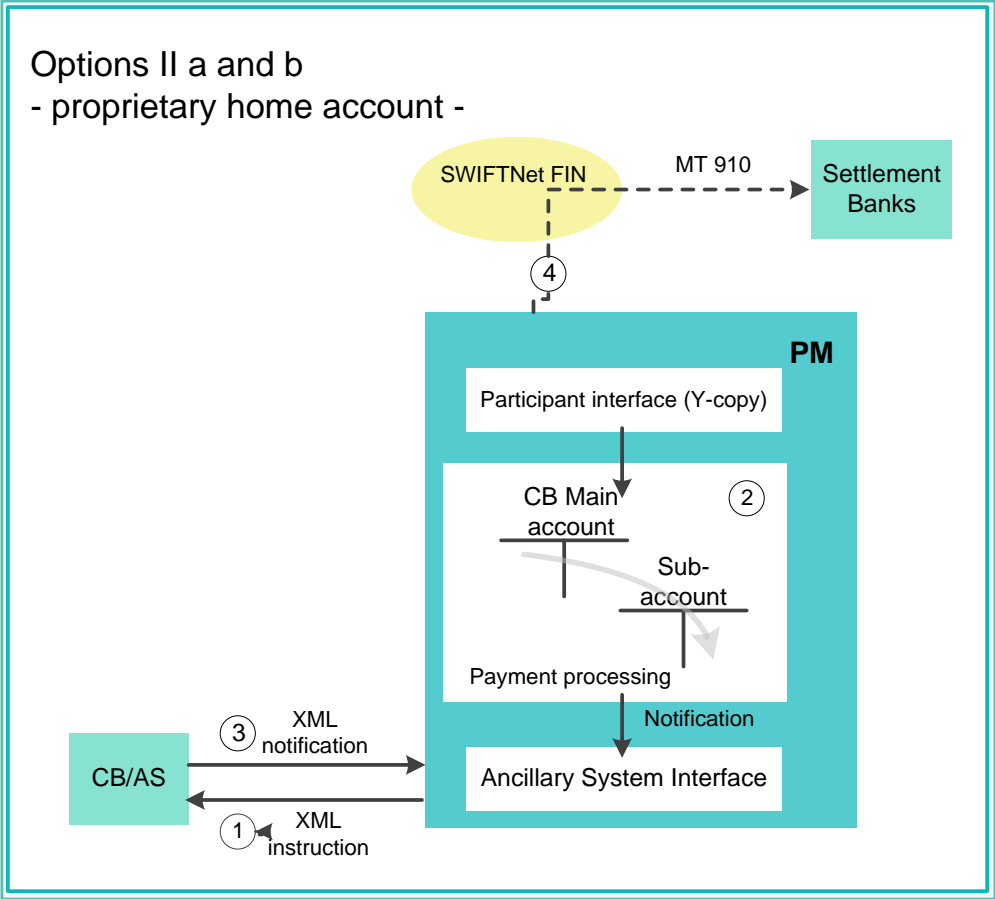 Options II a and b
- proprietary home account -
SWIFTNet FIN
MT 910
Settlement
Banks
4
PM
Participant interface (Y-copy)
CB Main
account
2
Sub-
account
Payment processing
Notification
3
XML
notification
CB/AS
Ancillary System Interface
1
XML
instruction